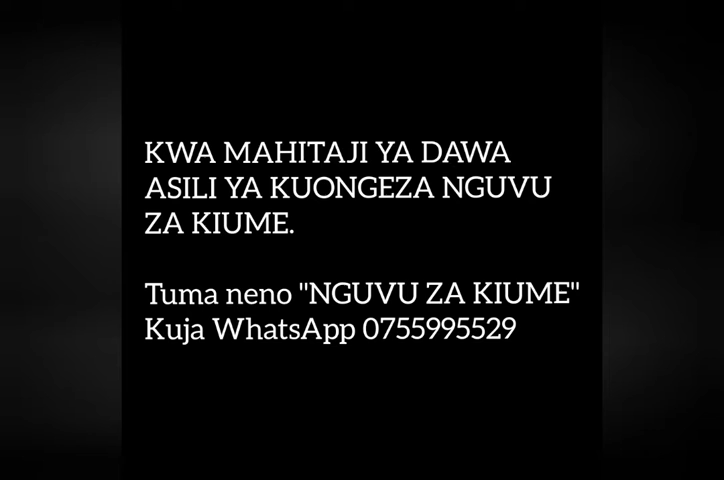 KWA MAHITAJI YA DAWA
ASILI YA KUONGEZA NGUVU
ZA KIUME.
Tuma neno "NGUVU ZA KIUME"
Kuja WhatsApp 0755995529